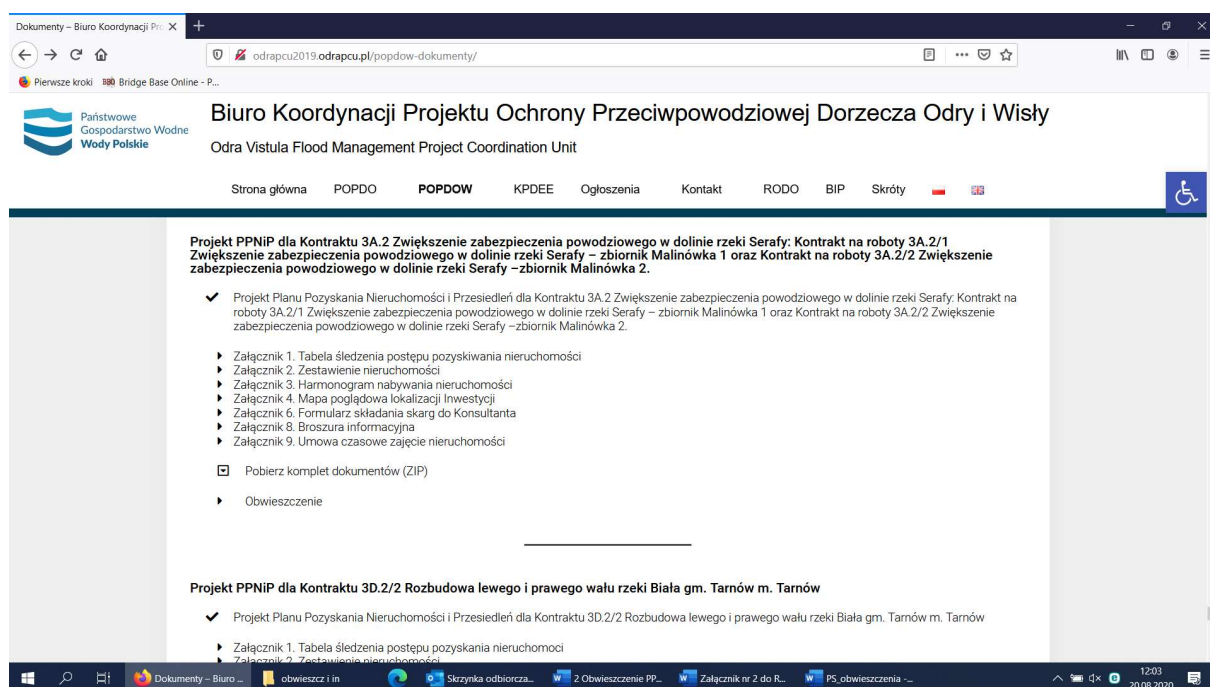 Dokumenty – Biuro Koordynacji Pro
odrapcu2019.odrapcu.pl/popdow-dokumenty/
Pierwsze kroki BBO Bridge Base Online - P...
Państwowe
Gospodarstwo Wodne
Wody Polskie
Biuro Koordynacji Projektu Ochrony Przeciwpowodziowej Dorzecza Odry i Wisły
Odra Vistula Flood Management Project Coordination Unit
Strona główna POPDO POPDOW KPDEE Ogłoszenia Kontakt RODO BIP Skróty
Projekt PPNiP dla Kontraktu 3A.2 Zwiększenie zabezpieczenia powodziowego w dolinie rzeki Serafy: Kontrakt na roboty 3A.2/1
Zwiększenie zabezpieczenia powodziowego w dolinie rzeki Serafy – zbiornik Malinówka 1 oraz Kontrakt na roboty 3A.2/2 Zwiększenie
zabezpieczenia powodziowego w dolinie rzeki Serafy –zbiornik Malinówka 2.
Projekt Planu Pozyskania Nieruchomości i Przesiedleń dla Kontraktu 3A.2 Zwiększenie zabezpieczenia powodziowego w dolinie rzeki Serafy: Kontrakt na
roboty 3A.2/1 Zwiększenie zabezpieczenia powodziowego w dolinie rzeki Serafy – zbiornik Malinówka 1 oraz Kontrakt na roboty 3A.2/2 Zwiększenie
zabezpieczenia powodziowego w dolinie rzeki Serafy –zbiornik Malinówka 2.
Załącznik 1. Tabela śledzenia postępu pozyskiwania nieruchomości
Załącznik 2. Zestawienie nieruchomości
Załącznik 3. Harmonogram nabywania nieruchomości
Załącznik 4. Mapa poglądowa lokalizacji Inwestycji
Załącznik 6. Formularz składania skarg do Konsultanta
Załącznik 8. Broszura informacyjna
Załącznik 9. Umowa czasowe zajęcie nieruchomości
Pobierz komplet dokumentów (ZIP)
Obwieszczenie
Projekt PPNiP dla Kontraktu 3D.2/2 Rozbudowa lewego i prawego wału rzeki Biała gm. Tarnów m. Tarnów
Projekt Planu Pozyskania Nieruchomości i Przesiedleń dla Kontraktu 3D.2/2 Rozbudowa lewego i prawego wału rzeki Biała gm. Tarnów m. Tarnów
Załącznik 1. Tabela śledzenia postępu pozyskania nieruchomoci
Załącznik 2. Zestawienie nieruchomości
Dokumenty – Biuro ... obwieszcz i in Skrzynka odbiorcza... 2 Obwieszczenie PP... Załącznik nr 2 do R... PS_obwieszczenia -... 12:03
20.08.2020